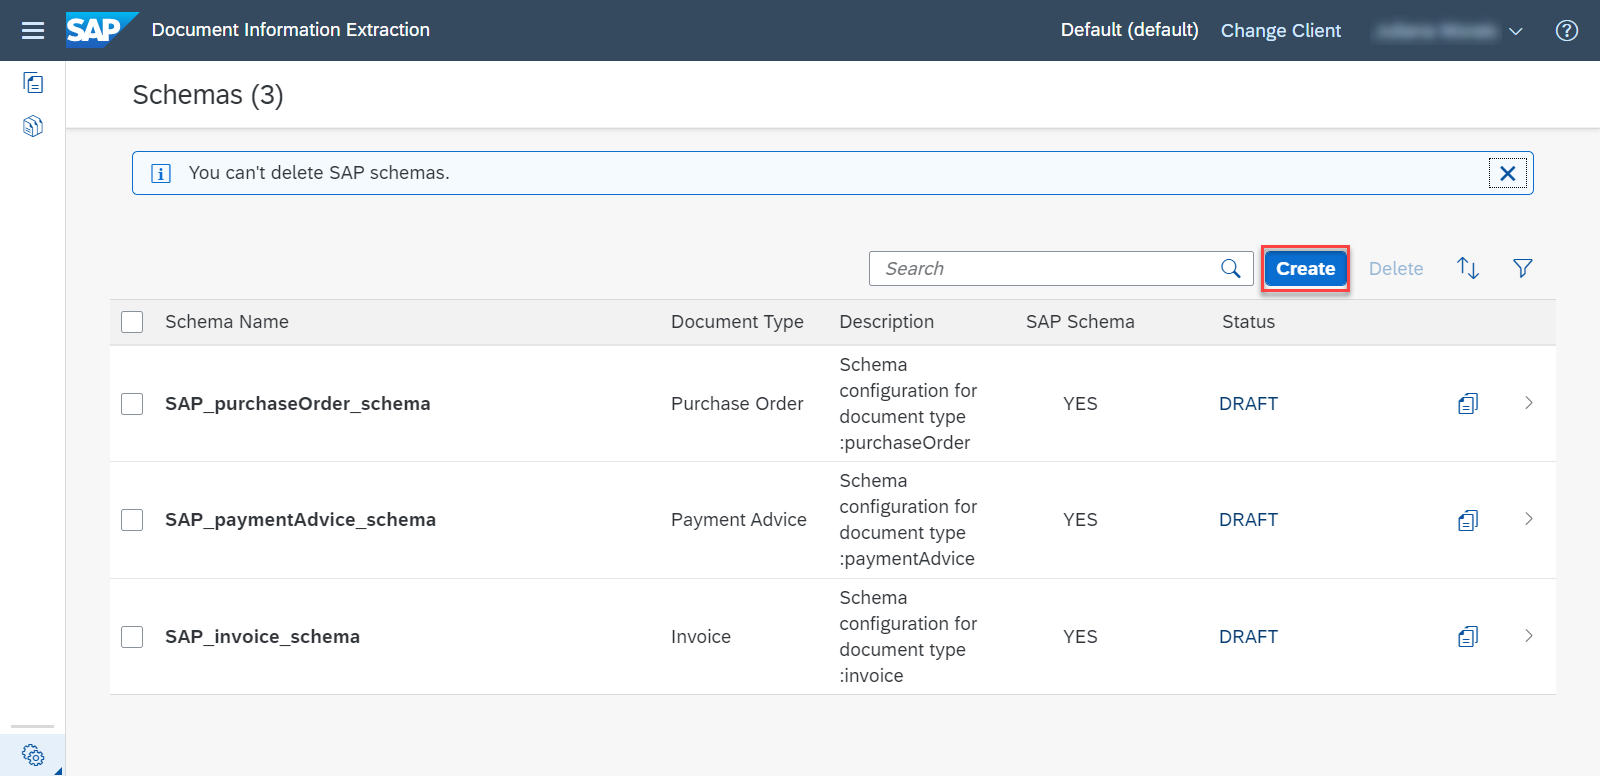 SAP Document Information Extraction Default (default) Change Client
Schemas (3)
You can't delete SAP schemas.
Search Create Delete
Schema Name Document Type Description SAP Schema Status
SAP_purchaseOrder_schema Purchase Order Schema configuration for document type :purchaseOrder YES DRAFT
SAP_paymentAdvice_schema Payment Advice Schema configuration for document type :paymentAdvice YES DRAFT
SAP_invoice_schema Invoice Schema configuration for document type :invoice YES DRAFT